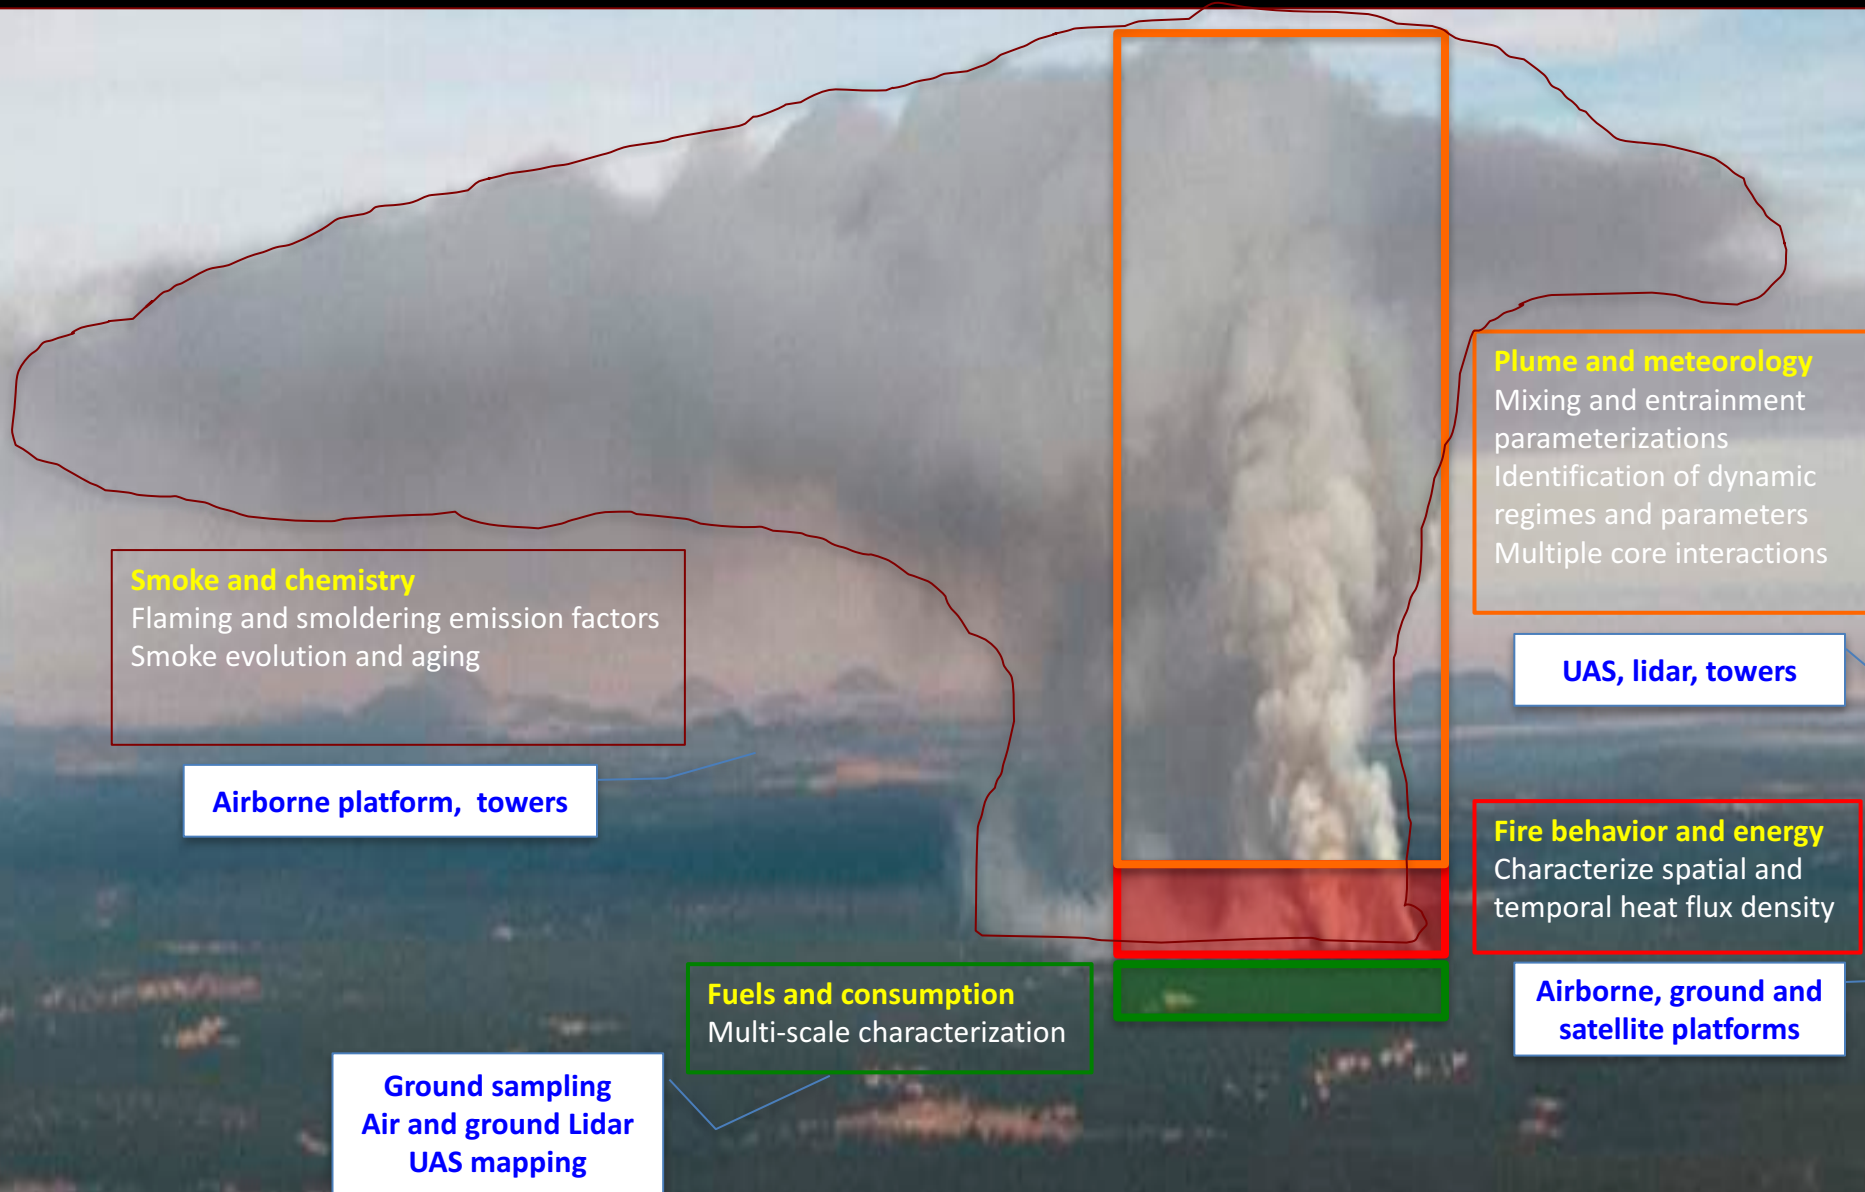 Plume and meteorology
Mixing and entrainment
parameterizations
Identification of dynamic
regimes and parameters
Multiple core interactions
Smoke and chemistry
Flaming and smoldering emission factors
Smoke evolution and aging
UAS, lidar, towers
Airborne platform, towers
Fire behavior and energy
Characterize spatial and
temporal heat flux density
Fuels and consumption
Multi-scale characterization
Airborne, ground and
satellite platforms
Ground sampling
Air and ground Lidar
UAS mapping